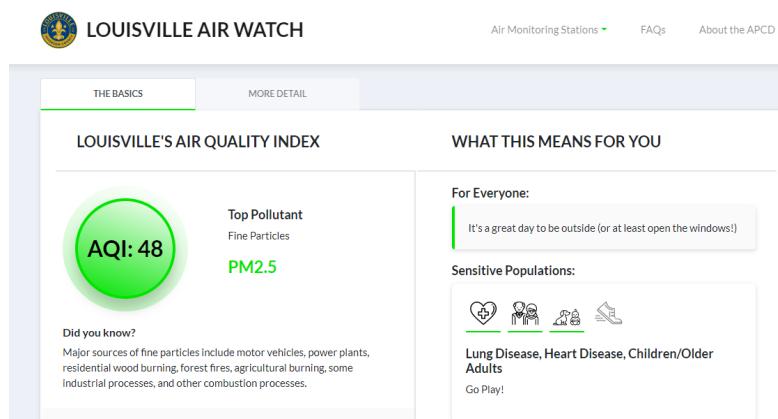 LOUISVILLE AIR WATCH
Air Monitoring Stations
FAQs
About the APCD
THE BASICS
MORE DETAIL
LOUISVILLE'S AIR QUALITY INDEX
AQI: 48
Top Pollutant
Fine Particles
PM2.5
Did you know?
Major sources of fine particles include motor vehicles, power plants,
residential wood burning, forest fires, agricultural burning, some
industrial processes, and other combustion processes.
WHAT THIS MEANS FOR YOU
For Everyone:
It's a great day to be outside (or at least open the windows!)
Sensitive Populations:
Lung Disease, Heart Disease, Children/Older
Adults
Go Play!